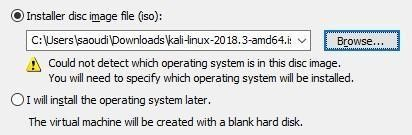 Installer disc image file (iso):
C:\Users\saoudi\Downloads\kali-linux-2018.3-amd64.is
Browse...
Could not detect which operating system is in this disc image.
You will need to specify which operating system will be installed.
I will install the operating system later.
The virtual machine will be created with a blank hard disk.